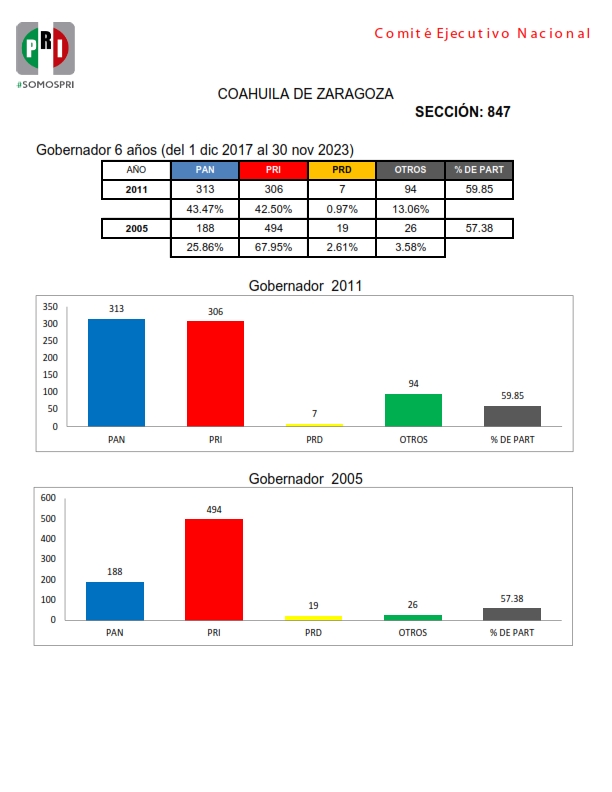 Comité Ejecutivo Nacional
PRI
#SOMOSPRI
COAHUILA DE ZARAGOZA
SECCIÓN: 847
Gobernador 6 años (del 1 dic 2017 al 30 nov 2023)
AÑO PAN PRI PRD OTROS % DE PART
2011 313 306 7 94 59.85
43.47% 42.50% 0.97% 13.06%
2005 188 494 19 26 57.38
25.86% 67.95% 2.61% 3.58%
Gobernador 2011
350
300
250
200
150
100
50
0
313
306
7
94
59.85
PAN PRI PRD OTROS % DE PART
Gobernador 2005
600
500
400
300
200
100
0
188
494
19
26
57.38
PAN PRI PRD OTROS % DE PART